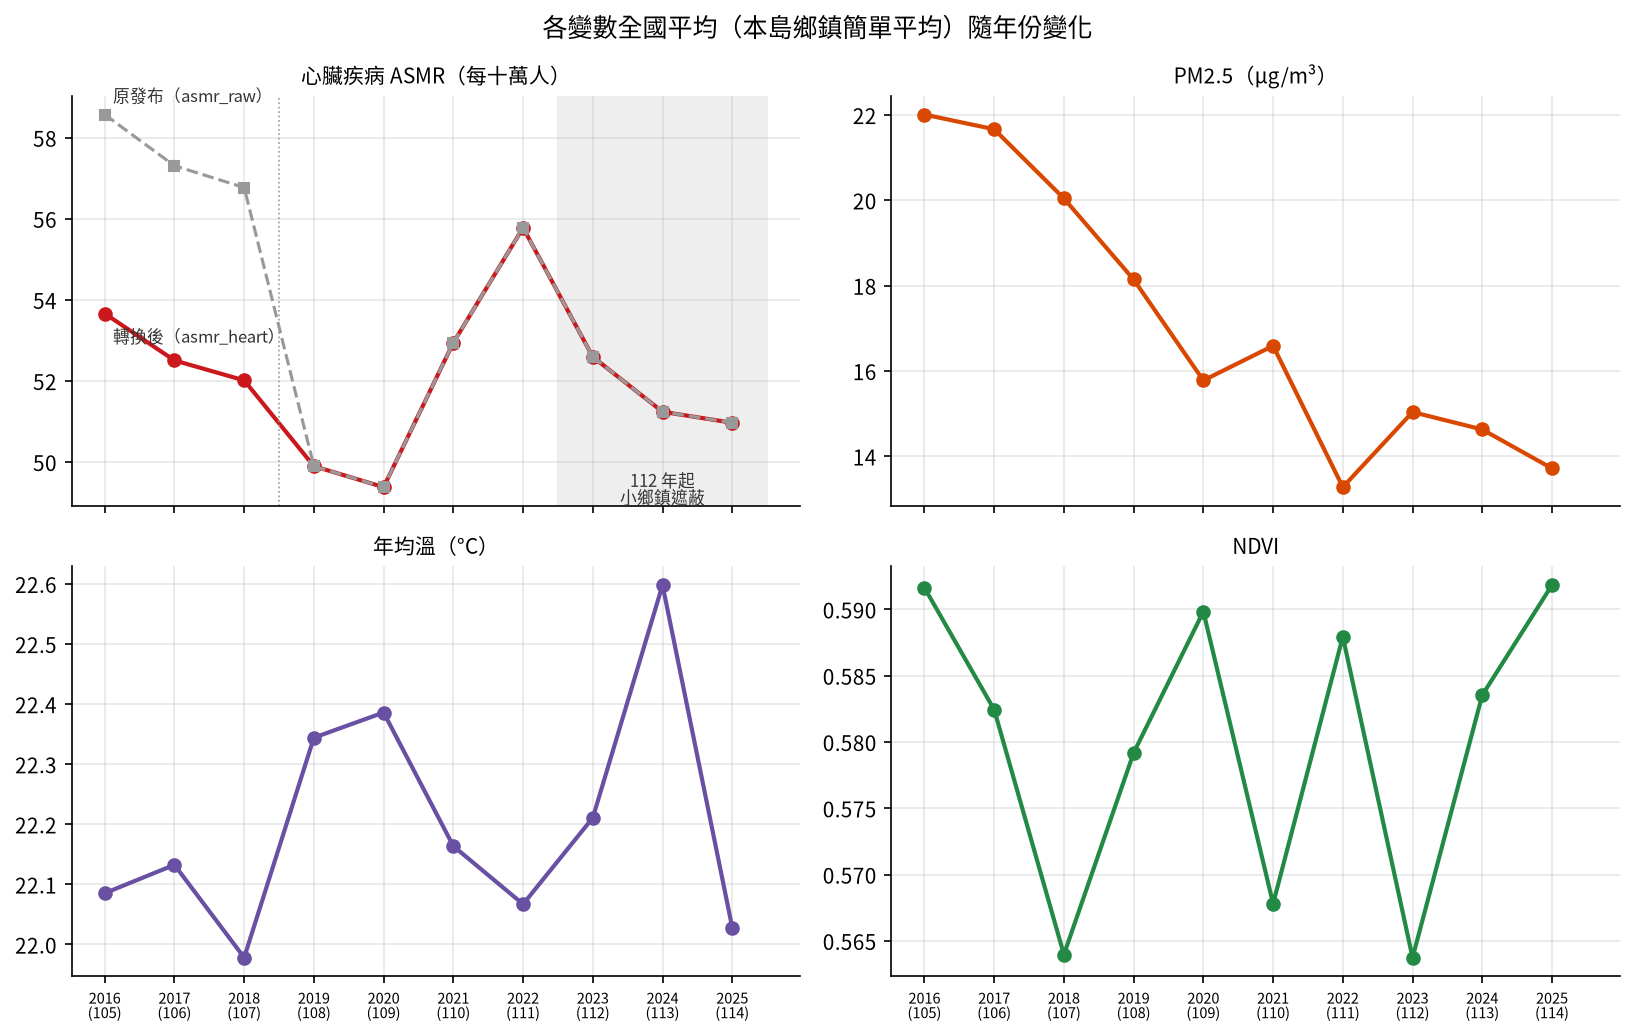 各變數全國平均（本島鄉鎮簡單平均）隨年份變化
心臟疾病 ASMR（每十萬人）
原發布（asmr_raw）
轉換後（asmr_heart）
112 年起
小鄉鎮遮蔽
58
56
54
52
50
PM2.5（μg/m³）
22
20
18
16
14
年均溫（°C）
22.6
22.5
22.4
22.3
22.2
22.1
22.0
2016 2017 2018 2019 2020 2021 2022 2023 2024 2025
(105) (106) (107) (108) (109) (110) (111) (112) (113) (114)
NDVI
0.590
0.585
0.580
0.575
0.570
0.565
2016 2017 2018 2019 2020 2021 2022 2023 2024 2025
(105) (106) (107) (108) (109) (110) (111) (112) (113) (114)